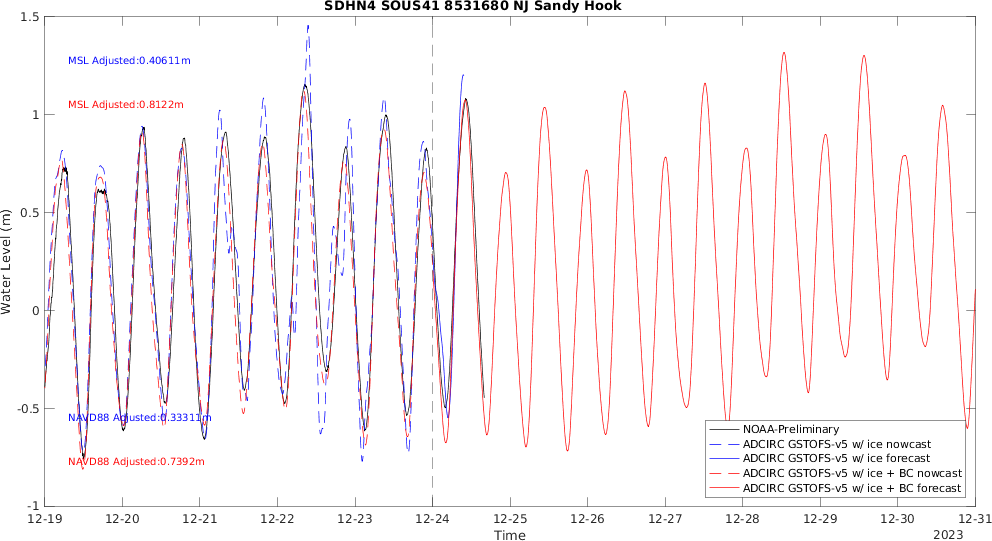 SDHN4 SOUS41 8531680 NJ Sandy Hook
1.5
MSL Adjusted:0.40611m
MSL Adjusted:0.8122m
1
0.5
Water Level (m)
0
-0.5
NAVD88 Adjusted:0.33311m
NAVD88 Adjusted:0.7392m
NOAA-Preliminary
ADCIRC GSTOFS-v5 w/ ice nowcast
ADCIRC GSTOFS-v5 w/ ice forecast
ADCIRC GSTOFS-v5 w/ ice + BC nowcast
ADCIRC GSTOFS-v5 w/ ice + BC forecast
-1
12-19 12-20 12-21 12-22 12-23 12-24 12-25 12-26 12-27 12-28 12-29 12-30 12-31
Time
2023